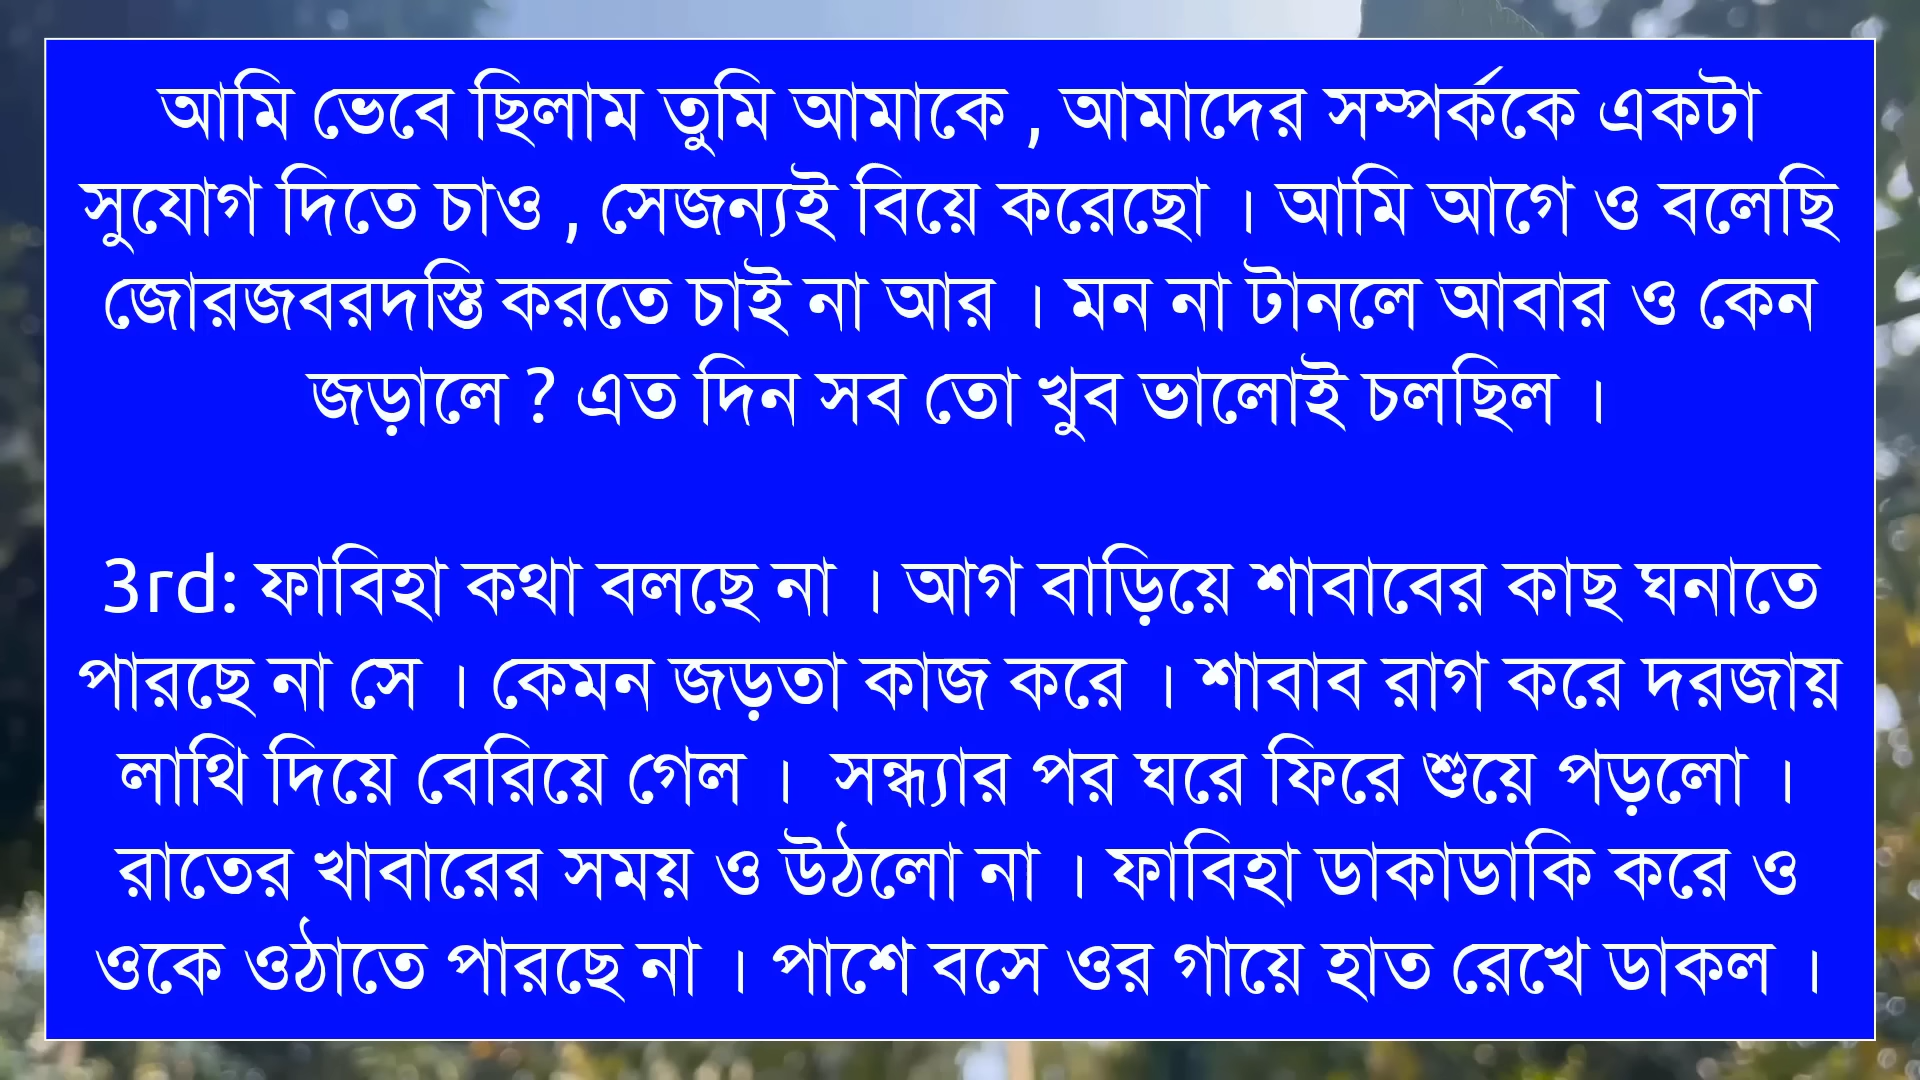 আমি ভেবে ছিলাম তুমি আমাকে , আমাদের সম্পর্ককে একটা
সুযোগ দিতে চাও , সেজন্যই বিয়ে করেছো । আমি আগে ও বলেছি
জোরজবরদস্তি করতে চাই না আর । মন না টানলে আবার ও কেন
জড়ালে ? এত দিন সব তো খুব ভালোই চলছিল ।
3rd: ফাবিহা কথা বলছে না । আগ বাড়িয়ে শাবাবের কাছ ঘনাতে
পারছে না সে । কেমন জড়তা কাজ করে । শাবাব রাগ করে দরজায়
লাথি দিয়ে বেরিয়ে গেল । সন্ধ্যার পর ঘরে ফিরে শুয়ে পড়লো ।
রাতের খাবারের সময় ও উঠলো না । ফাবিহা ডাকাডাকি করে ও
ওকে ওঠাতে পারছে না । পাশে বসে ওর গায়ে হাত রেখে ডাকল ।